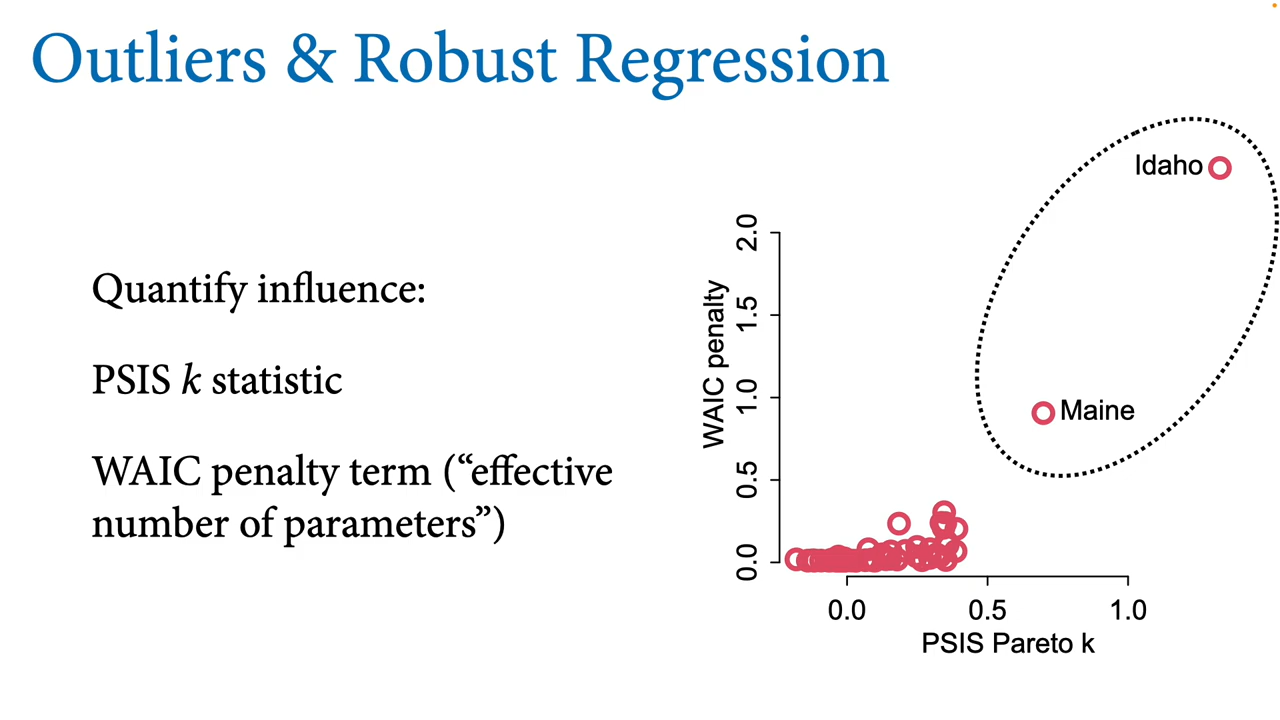 Outliers & Robust Regression
Quantify influence:
PSIS k statistic
WAIC penalty term (“effective
number of parameters”)
Idaho
Maine
WAIC penalty
2.0
1.5
1.0
0.5
0.0
0.0 0.5 1.0
PSIS Pareto k